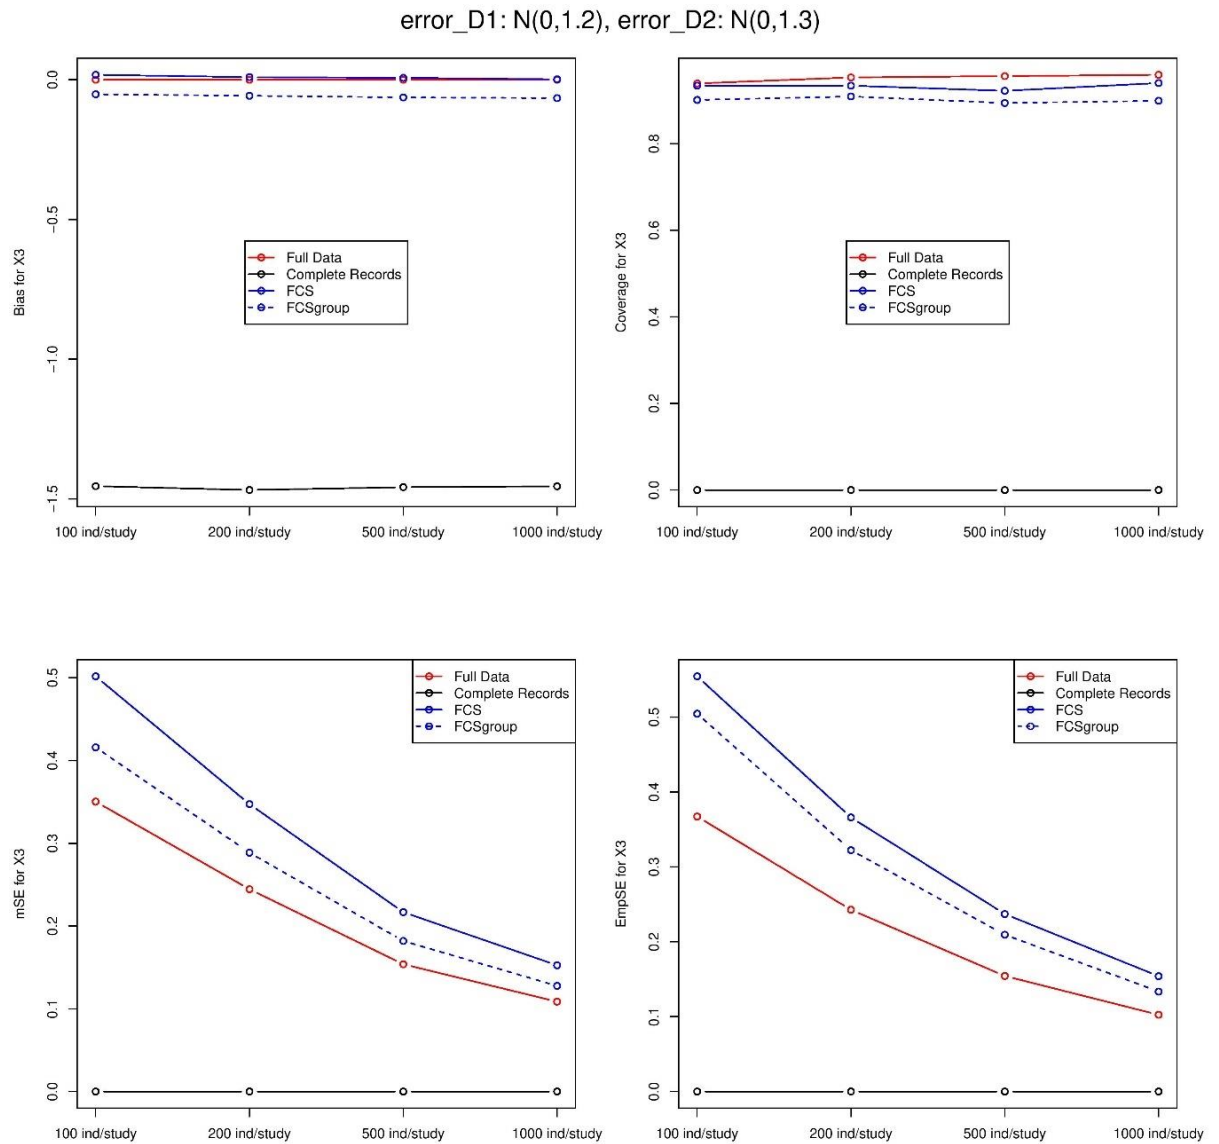 error_D1: N(0,1.2), error_D2: N(0,1.3)
Bias for X3
0.0
−0.5
−1.0
−1.5
Full Data
Complete Records
FCS
FCSgroup
100 ind/study 200 ind/study 500 ind/study 1000 ind/study
Coverage for X3
0.8
0.6
0.4
0.2
0.0
Full Data
Complete Records
FCS
FCSgroup
100 ind/study 200 ind/study 500 ind/study 1000 ind/study
mSE for X3
0.5
0.4
0.3
0.2
0.1
0.0
Full Data
Complete Records
FCS
FCSgroup
100 ind/study 200 ind/study 500 ind/study 1000 ind/study
EmpSE for X3
0.5
0.4
0.3
0.2
0.1
0.0
Full Data
Complete Records
FCS
FCSgroup
100 ind/study 200 ind/study 500 ind/study 1000 ind/study